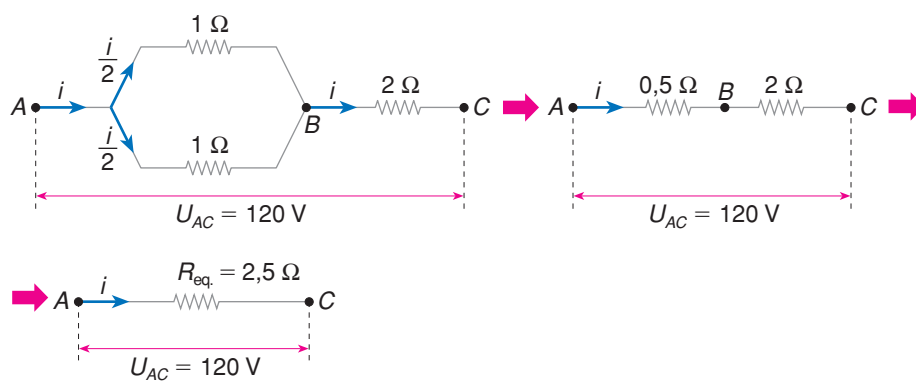 1 Ω
i/2
A i B i 2 Ω C
i/2
1 Ω
U_AC = 120 V
A i 0,5 Ω B 2 Ω C
U_AC = 120 V
R_eq. = 2,5 Ω
A i C
U_AC = 120 V